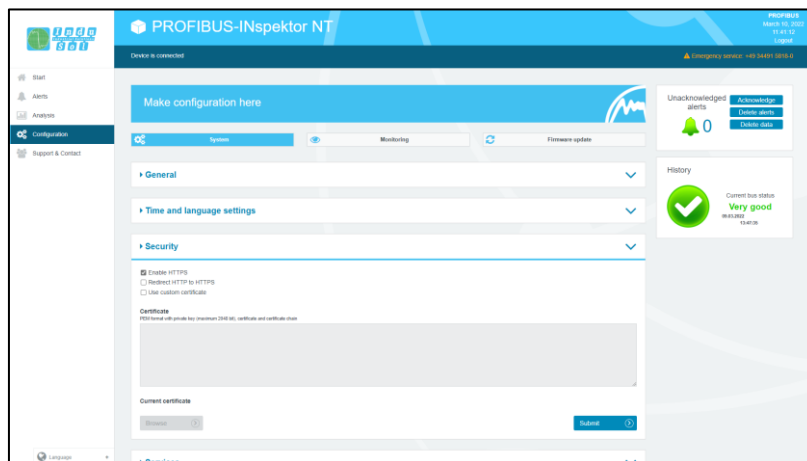 Indu
Sol
PROFIBUS-INspektor NT
PROFIBUS
March 10, 2022
11:41:12
Logout
Device is connected
Emergency service: +49 34491 5818-0
Start
Alerts
Analysis
Configuration
Support & Contact
Make configuration here
System
Monitoring
Firmware update
General
Time and language settings
Security
Enable HTTPS
Redirect HTTP to HTTPS
Use custom certificate
Certificate
PEM format with private key (maximum 2048 bit), certificate and certificate chain
Current certificate
Browse
Submit
Services
Unacknowledged
alerts
0
Acknowledge
Delete alerts
Delete data
History
Current bus status
Very good
Language